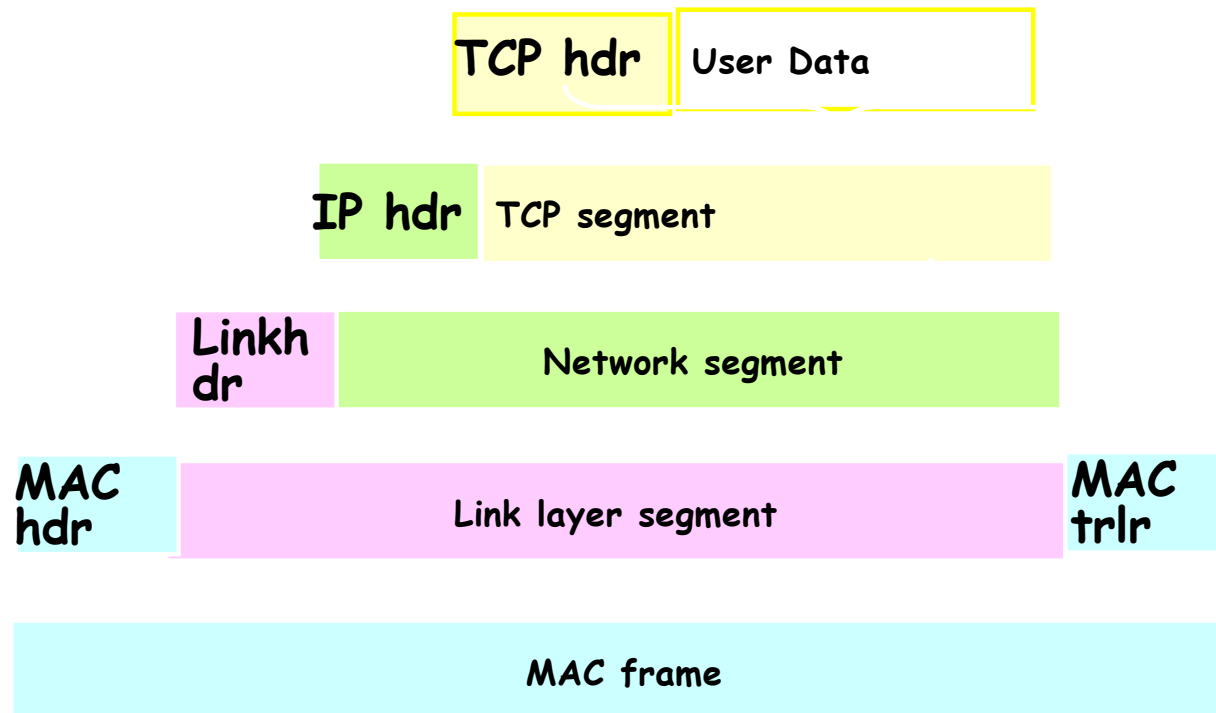 TCP hdr User Data
IP hdr TCP segment
Linkh
dr
Network segment
MAC
hdr
Link layer segment
MAC
trlr
MAC frame